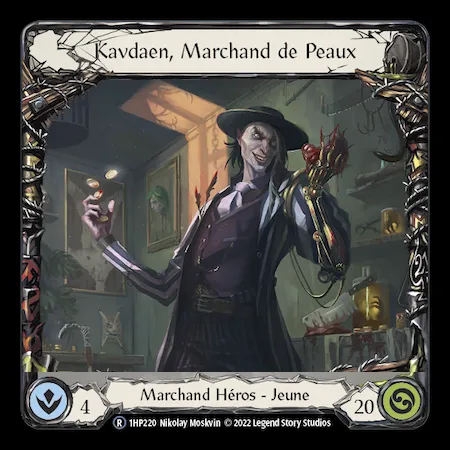 Kavdaen, Marchand de Peaux
Marchand Héros - Jeune
4
20
R 1HP220 Nikolay Moskvin © 2022 Legend Story Studios